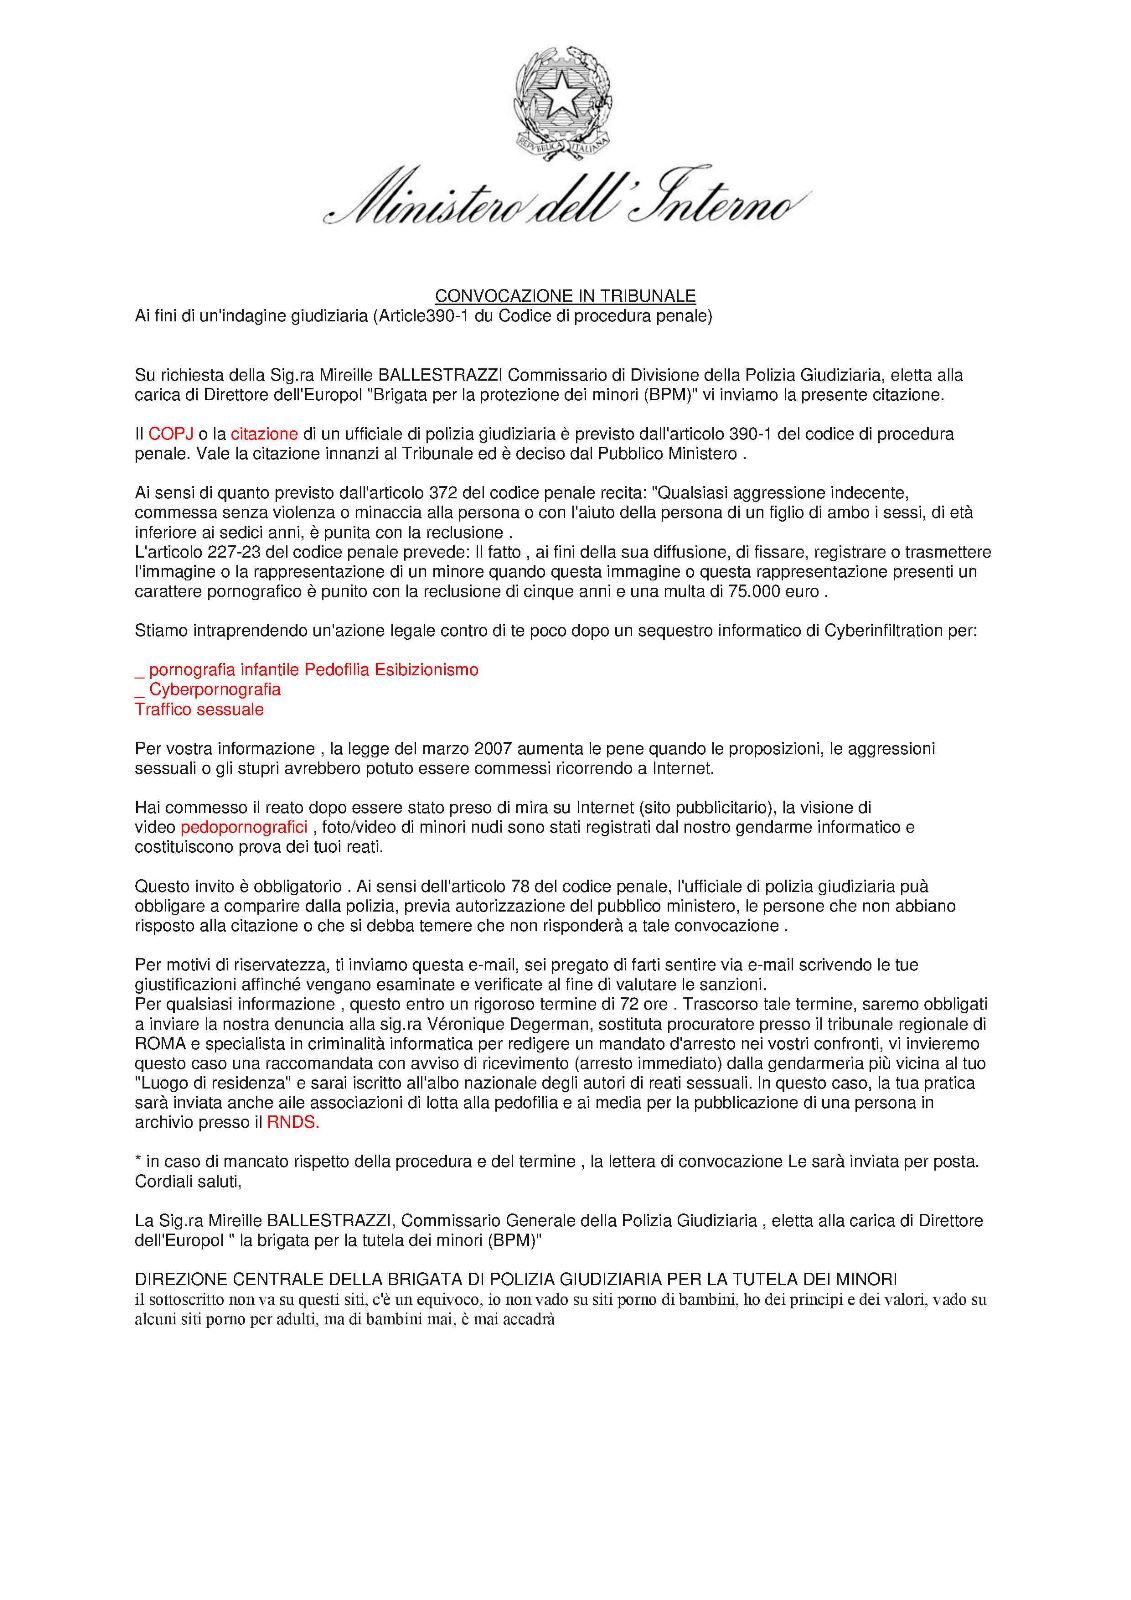 REPVBBLICA ITALIANA
Ministero dell'Interno
CONVOCAZIONE IN TRIBUNALE
Ai fini di un'indagine giudiziaria (Article390-1 du Codice di procedura penale)
Su richiesta della Sig.ra Mireille BALLESTRAZZI Commissario di Divisione della Polizia Giudiziaria, eletta alla
carica di Direttore dell'Europol "Brigata per la protezione dei minori (BPM)" vi inviamo la presente citazione.
Il COPJ o la citazione di un ufficiale di polizia giudiziaria è previsto dall'articolo 390-1 del codice di procedura
penale. Vale la citazione innanzi al Tribunale ed è deciso dal Pubblico Ministero .
Ai sensi di quanto previsto dall'articolo 372 del codice penale recita: "Qualsiasi aggressione indecente,
commessa senza violenza o minaccia alla persona o con l'aiuto della persona di un figlio di ambo i sessi, di età
inferiore ai sedici anni, è punita con la reclusione .
L'articolo 227-23 del codice penale prevede: Il fatto , ai fini della sua diffusione, di fissare, registrare o trasmettere
l'immagine o la rappresentazione di un minore quando questa immagine o questa rappresentazione presenti un
carattere pornografico è punito con la reclusione di cinque anni e una multa di 75.000 euro .
Stiamo intraprendendo un'azione legale contro di te poco dopo un sequestro informatico di Cyberinfiltration per:
_ pornografia infantile Pedofilia Esibizionismo
_ Cyberpornografia
Traffico sessuale
Per vostra informazione , la legge del marzo 2007 aumenta le pene quando le proposizioni, le aggressioni
sessuali o gli stupri avrebbero potuto essere commessi ricorrendo a Internet.
Hai commesso il reato dopo essere stato preso di mira su Internet (sito pubblicitario), la visione di
video pedopornografici , foto/video di minori nudi sono stati registrati dal nostro gendarme informatico e
costituiscono prova dei tuoi reati.
Questo invito è obbligatorio . Ai sensi dell'articolo 78 del codice penale, l'ufficiale di polizia giudiziaria puà
obbligare a comparire dalla polizia, previa autorizzazione del pubblico ministero, le persone che non abbiano
risposto alla citazione o che si debba temere che non risponderà a tale convocazione .
Per motivi di riservatezza, ti inviamo questa e-mail, sei pregato di farti sentire via e-mail scrivendo le tue
giustificazioni affinché vengano esaminate e verificate al fine di valutare le sanzioni.
Per qualsiasi informazione , questo entro un rigoroso termine di 72 ore . Trascorso tale termine, saremo obbligati
a inviare la nostra denuncia alla sig.ra Véronique Degerman, sostituta procuratore presso il tribunale regionale di
ROMA e specialista in criminalità informatica per redigere un mandato d'arresto nei vostri confronti, vi invieremo
questo caso una raccomandata con avviso di ricevimento (arresto immediato) dalla gendarmeria più vicina al tuo
"Luogo di residenza" e sarai iscritto all'albo nazionale degli autori di reati sessuali. In questo caso, la tua pratica
sarà inviata anche aile associazioni di lotta alla pedofilia e ai media per la pubblicazione di una persona in
archivio presso il RNDS.
* in caso di mancato rispetto della procedura e del termine , la lettera di convocazione Le sarà inviata per posta.
Cordiali saluti,
La Sig.ra Mireille BALLESTRAZZI, Commissario Generale della Polizia Giudiziaria , eletta alla carica di Direttore
dell'Europol " la brigata per la tutela dei minori (BPM)"
DIREZIONE CENTRALE DELLA BRIGATA DI POLIZIA GIUDIZIARIA PER LA TUTELA DEI MINORI
il sottoscritto non va su questi siti, c'è un equivoco, io non vado su siti porno di bambini, ho dei principi e dei valori, vado su
alcuni siti porno per adulti, ma di bambini mai, è mai accadrà